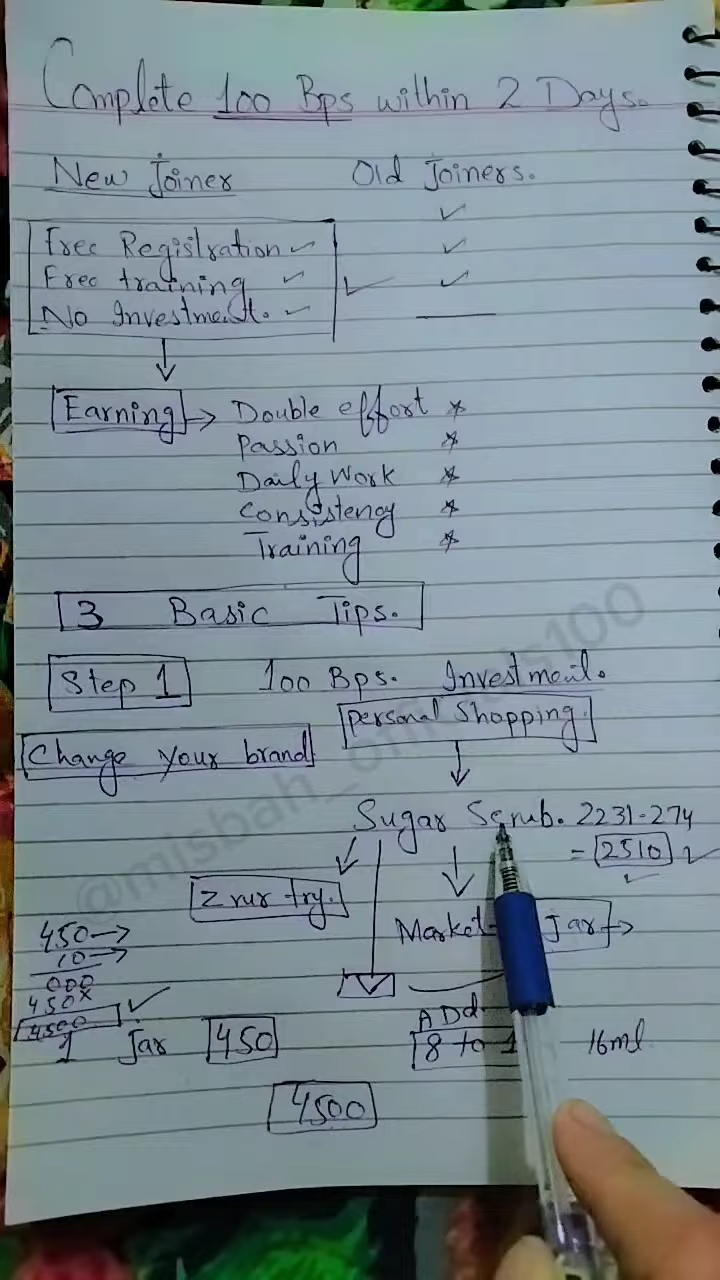 Complete 100 Bps within 2 Days.
New Joiner Old Joiners.
Free Registration
Free training
No Investment.
Earning → Double effort
Passion
Daily Work
Consistency
Training
3 Basic Tips.
Step 1 100 Bps. Investment.
Personal Shopping.
Change your brand
Sugar Scrub. 2231-274
= 2510
Zrur try.
Market Jar →
450 →
10 →
000
450x
4500
1 Jar 450
ADd
8 to 1 16ml
4500